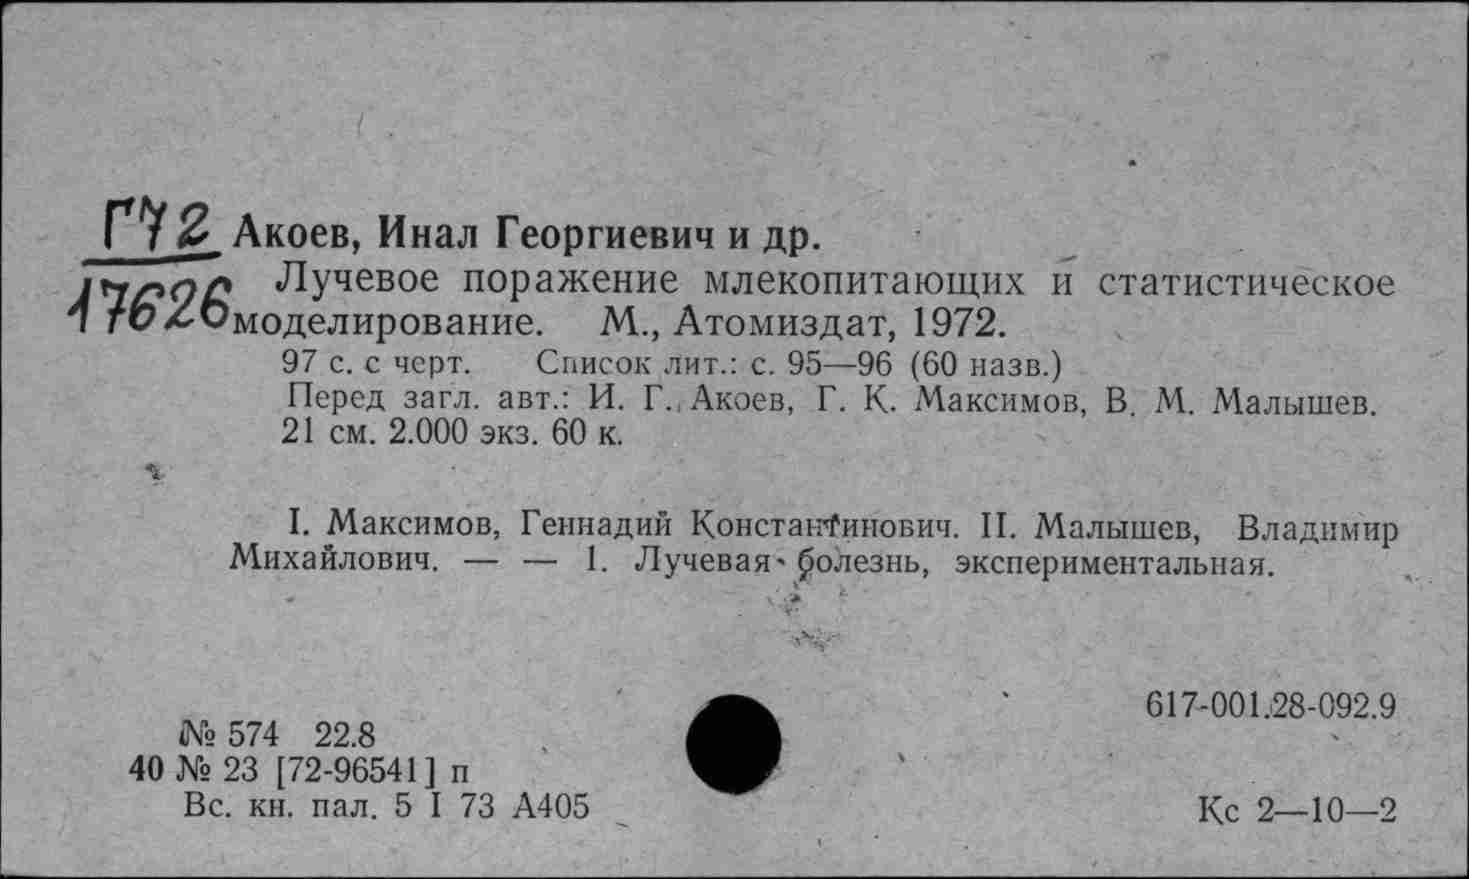 Г72 Акоев, Инал Георгиевич и др.
17626 Лучевое поражение млекопитающих и статистическое
моделирование. М., Атомиздат, 1972.
97 с. с черт. Список лит.: с. 95—96 (60 назв.)
Перед загл. авт.: И. Г. Акоев, Г. К. Максимов, В. М. Малышев.
21 см. 2.000 экз. 60 к.
I. Максимов, Геннадий Константинович. II. Малышев, Владимир
Михайлович. — — 1. Лучевая болезнь, экспериментальная.
617-001.28-092.9
№ 574 22.8
40 № 23 [72-96541] п
Вс. кн. пал. 5 I 73 А405
Кс 2—10—2